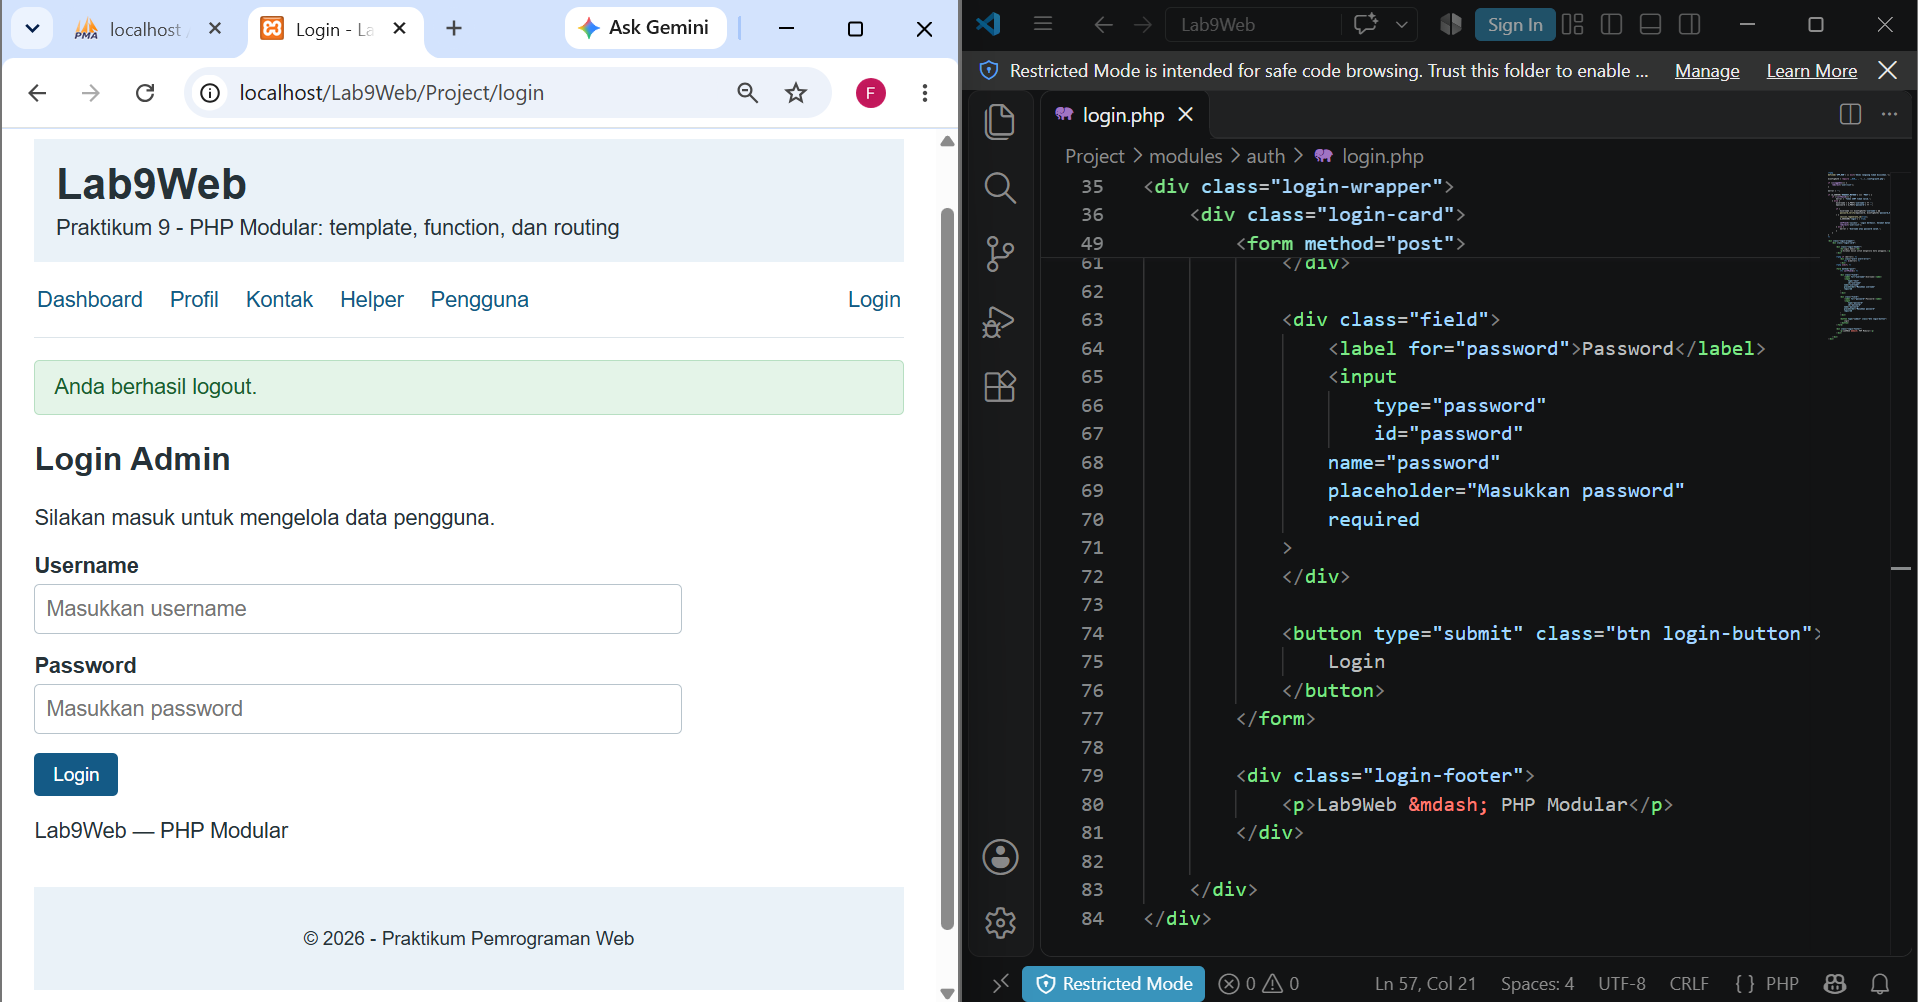 localhost /
Login - La
Ask Gemini
localhost/Lab9Web/Project/login
F
Lab9Web
Praktikum 9 - PHP Modular: template, function, dan routing
Dashboard Profil Kontak Helper Pengguna Login
Anda berhasil logout.
Login Admin
Silakan masuk untuk mengelola data pengguna.
Username
Masukkan username
Password
Masukkan password
Login
Lab9Web — PHP Modular
© 2026 - Praktikum Pemrograman Web
Lab9Web
Sign In
Restricted Mode is intended for safe code browsing. Trust this folder to enable ... Manage Learn More
login.php
Project > modules > auth > login.php
35 <div class="login-wrapper">
36 <div class="login-card">
49 <form method="post">
61 </div>
62
63 <div class="field">
64 <label for="password">Password</label>
65 <input
66 type="password"
67 id="password"
68 name="password"
69 placeholder="Masukkan password"
70 required
71 >
72 </div>
73
74 <button type="submit" class="btn login-button">
75 Login
76 </button>
77 </form>
78
79 <div class="login-footer">
80 <p>Lab9Web &mdash; PHP Modular</p>
81 </div>
82
83 </div>
84 </div>
Restricted Mode 0 0 Ln 57, Col 21 Spaces: 4 UTF-8 CRLF { } PHP